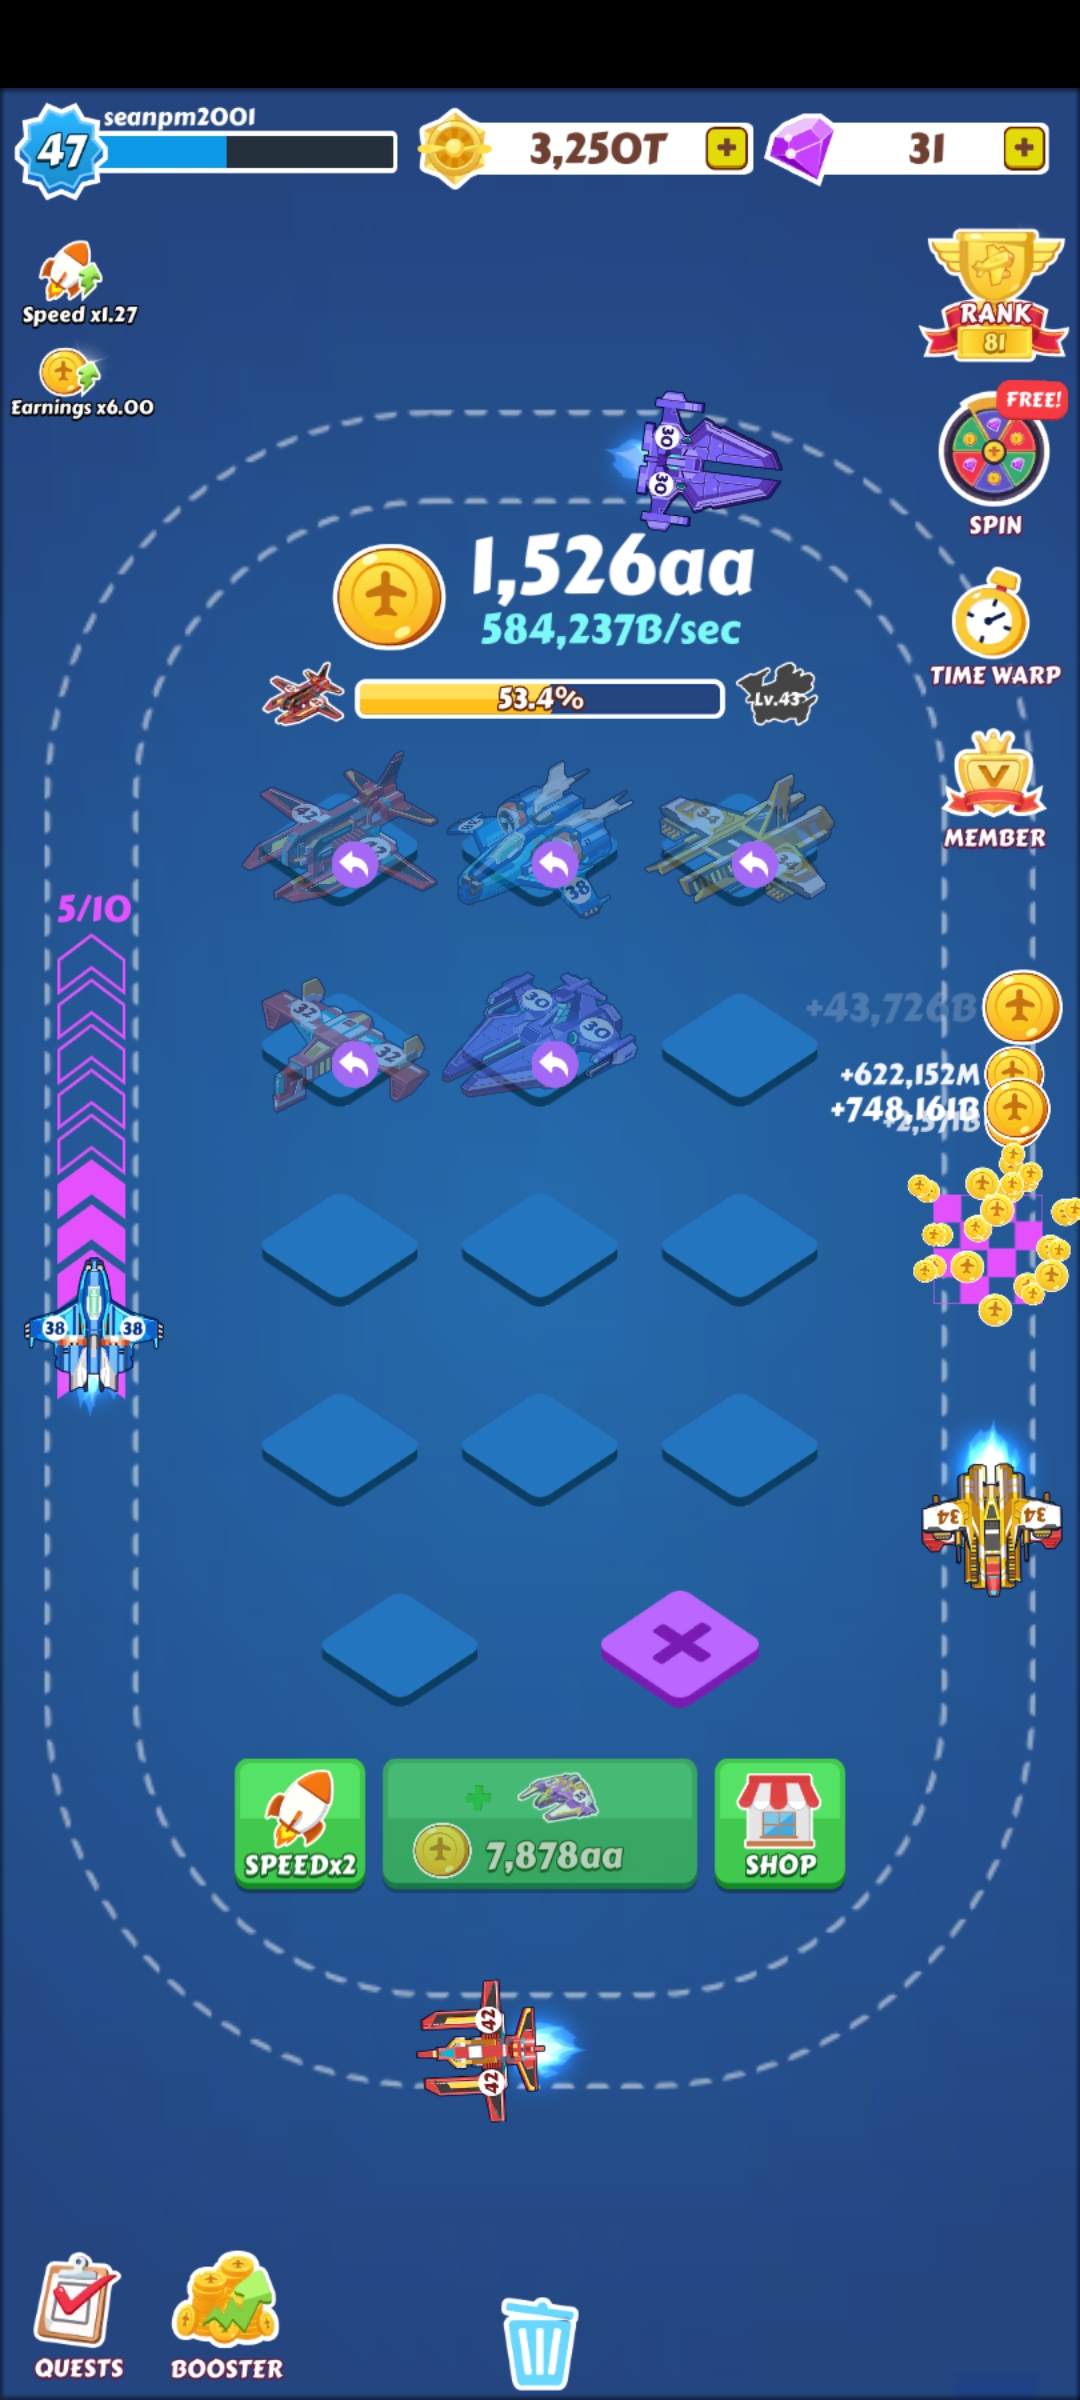 seanpm2001
47
3,250T
31
Speed x1.27
Earnings x6.00
RANK
81
FREE!
SPIN
TIME WARP
MEMBER
30
30
1,526aa
584,237B/sec
53.4%
Lv.43
42
42
38
38
34
34
5/10
32
32
30
30
+43,726B
+622,152M
+748,161B
38
38
34
34
SPEEDx2
7,878aa
SHOP
42
42
QUESTS
BOOSTER